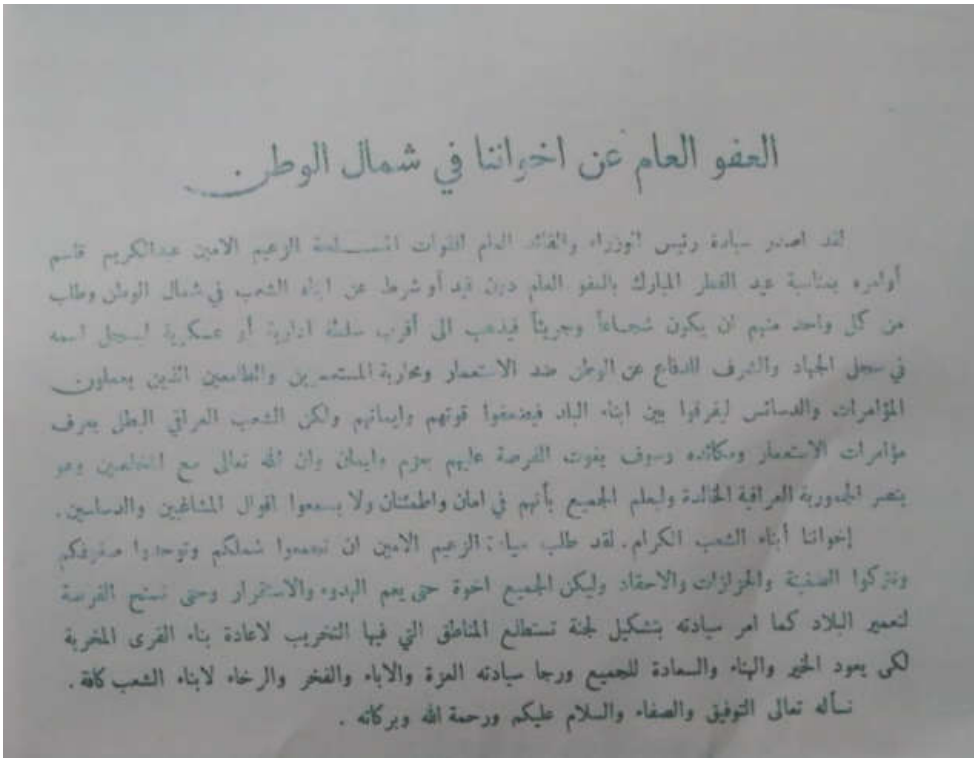 العفو العام عن اخواننا في شمال الوطن
لقد اصدر سيادة رئيس الوزراء والقائد العام للقوات المسلحة الزعيم الامين عبدالكريم قاسم
أوامره بمناسبة عيد الفطر المبارك بالعفو العام دون قيد أو شرط عن ابناء الشعب في شمال الوطن وطلب
من كل واحد منهم ان يكون شجاعاً وجريئاً فيذهب الى أقرب سلطة ادارية أو عسكرية ليسجل اسمه
في سجل الجهاد والشرف للدفاع عن الوطن ضد الاستعمار ومحاربة المستعمرين والطامعين الذين يعملون
المؤامرات والدسائس ليفرقوا بين ابناء البلد فيضعفوا قوتهم وايمانهم ولكن الشعب العراقي البطل يعرف
مؤامرات الاستعمار ومكائده وسوف يفوت الفرصة عليهم بحزم وايمان وان الله تعالى مع المخلصين وهو
ينصر الجمهورية العراقية الخالدة وليعلم الجميع بأنهم في امان واطمئنان ولا يسمعوا اقوال المشاغبين والدساسين .
إخواننا أبناء الشعب الكرام . لقد طلب سيادة الزعيم الامين ان تجمعوا شملكم وتوحدوا صفوفكم
وتتركوا الضغينة والحزازات والاحقاد وليكن الجميع اخوة حتى يعم الهدوء والاستقرار وحتى تسنح الفرصة
لتعمير البلاد كما امر سيادته بتشكيل لجنة تستطلع المناطق التي فيها التخريب لاعادة بناء القرى المخربة
لكي يعود الخير والهناء والسعادة للجميع ورجا سيادته العزة والاباء والفخر والرخاء لابناء الشعب كافة .
نسأله تعالى التوفيق والصفاء والسلام عليكم ورحمة الله وبركاته .